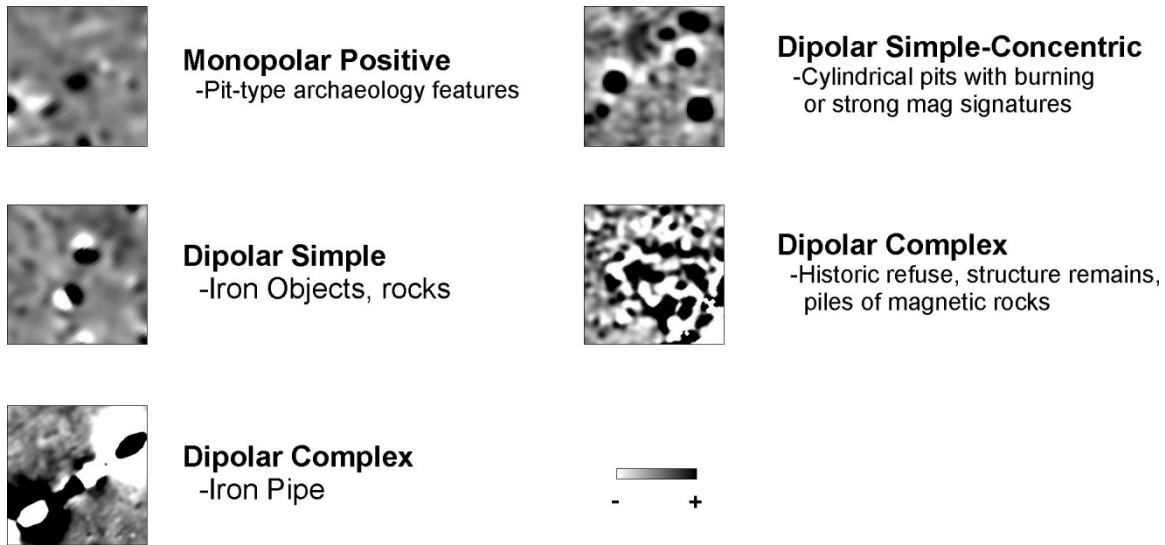 Monopolar Positive
-Pit-type archaeology features
Dipolar Simple
-Iron Objects, rocks
Dipolar Complex
-Iron Pipe
Dipolar Simple-Concentric
-Cylindrical pits with burning
or strong mag signatures
Dipolar Complex
-Historic refuse, structure remains,
piles of magnetic rocks
- +